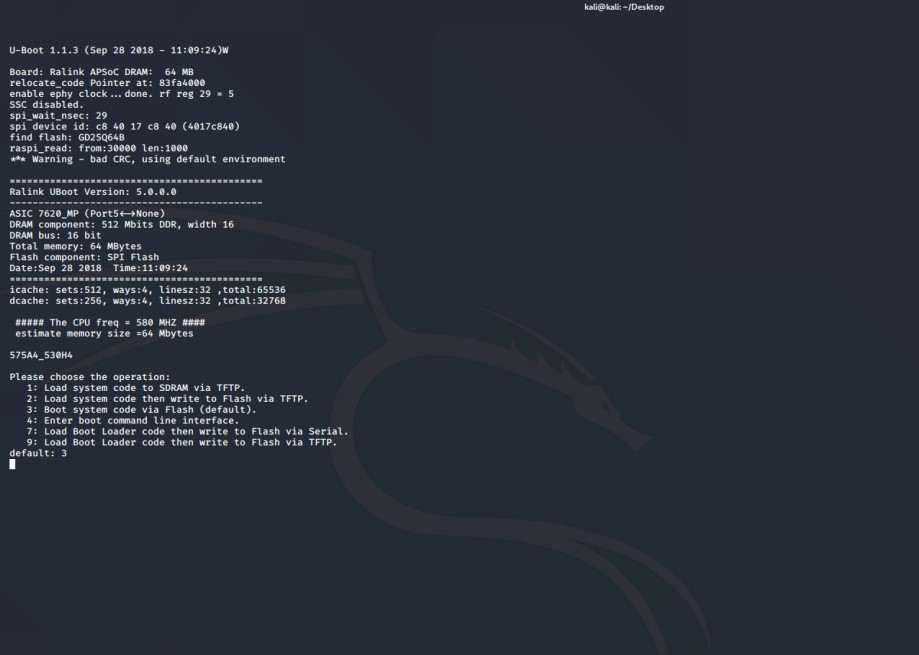 kali@kali: ~/Desktop
U-Boot 1.1.3 (Sep 28 2018 - 11:09:24)W
Board: Ralink APSoC DRAM:  64 MB
relocate_code Pointer at: 83fa4000
enable ephy clock...done. rf reg 29 = 5
SSC disabled.
spi_wait_nsec: 29
spi device id: c8 40 17 c8 40 (4017c840)
find flash: GD25Q64B
raspi_read: from:30000 len:1000
*** Warning - bad CRC, using default environment
============================================
Ralink UBoot Version: 5.0.0.0
--------------------------------------------
ASIC 7620_MP (Port5<->None)
DRAM component: 512 Mbits DDR, width 16
DRAM bus: 16 bit
Total memory: 64 MBytes
Flash component: SPI Flash
Date:Sep 28 2018  Time:11:09:24
============================================
icache: sets:512, ways:4, linesz:32 ,total:65536
dcache: sets:256, ways:4, linesz:32 ,total:32768
##### The CPU freq = 580 MHZ ####
estimate memory size =64 Mbytes
575A4_530H4
Please choose the operation:
1: Load system code to SDRAM via TFTP.
2: Load system code then write to Flash via TFTP.
3: Boot system code via Flash (default).
4: Enter boot command line interface.
7: Load Boot Loader code then write to Flash via Serial.
9: Load Boot Loader code then write to Flash via TFTP.
default: 3